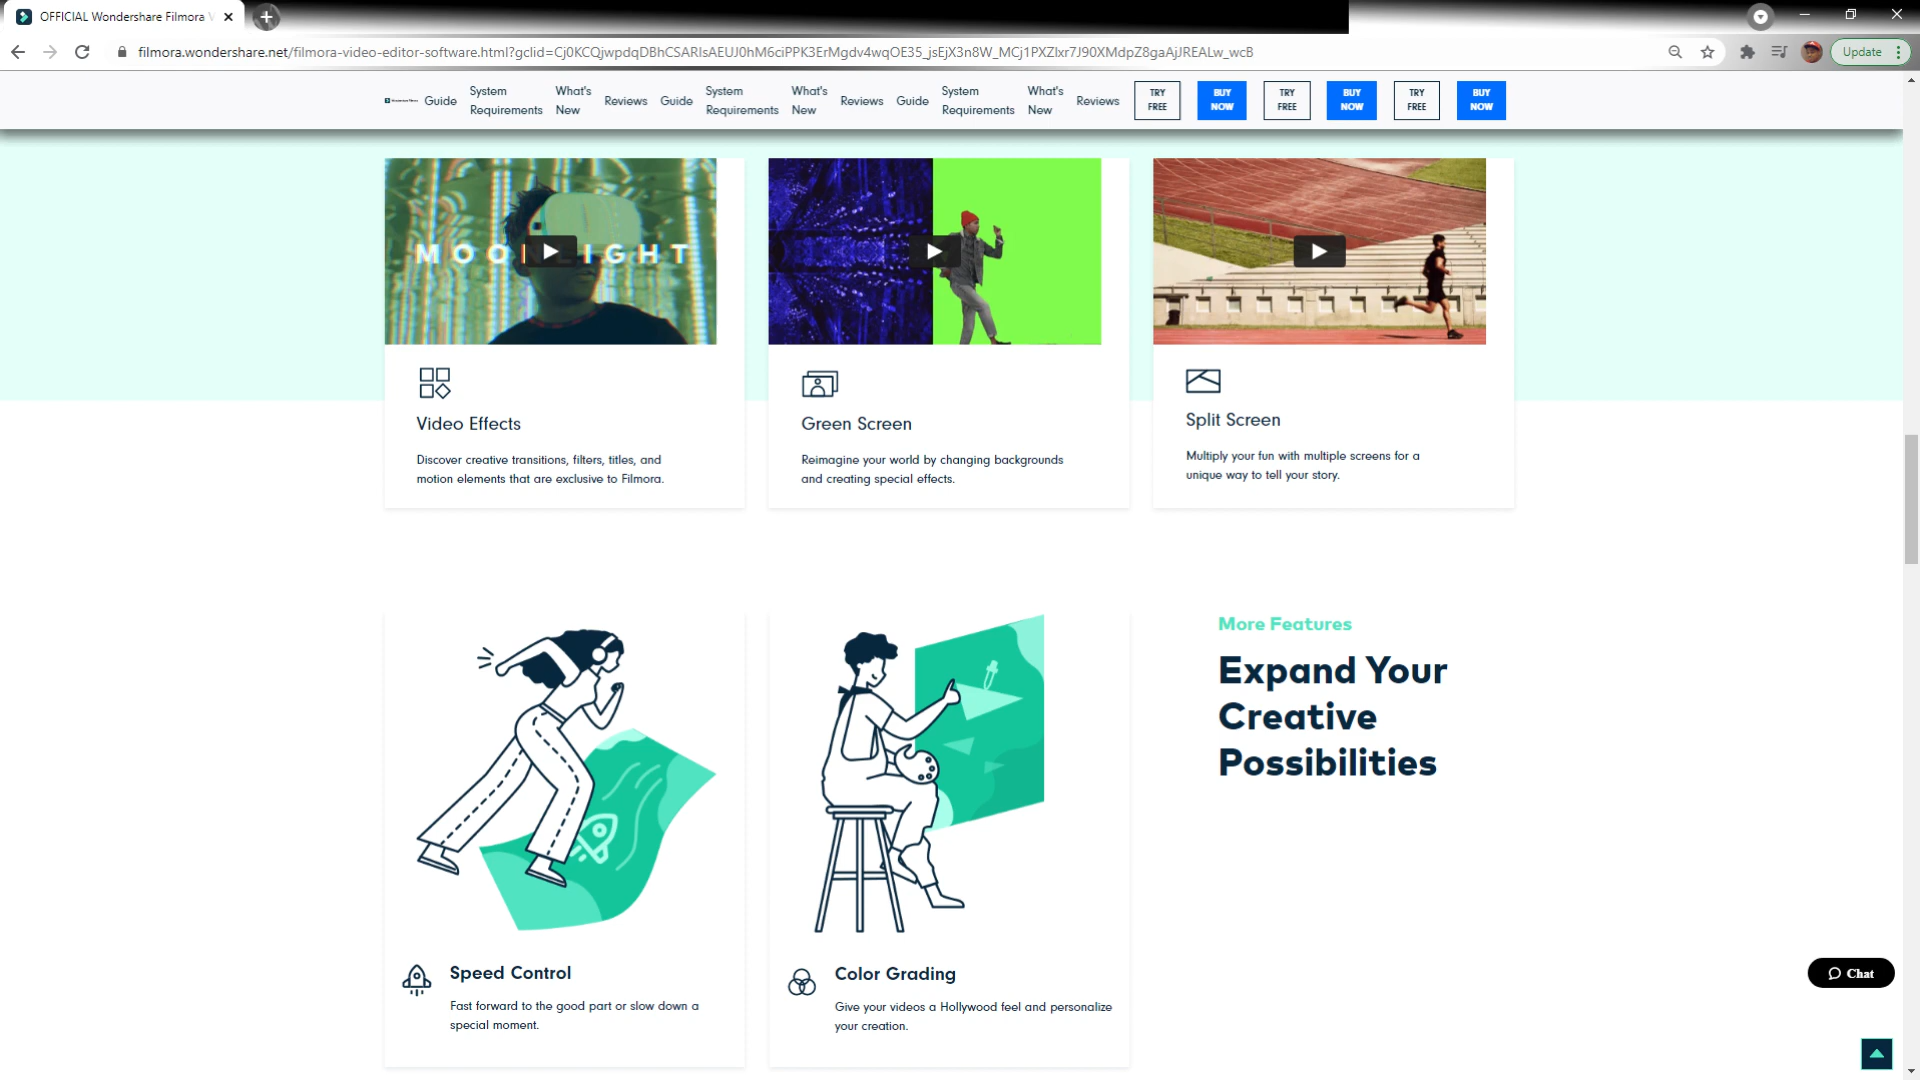 OFFICIAL Wondershare Filmora V
filmora.wondershare.net/filmora-video-editor-software.html?gclid=Cj0KCQjwpdqDBhCSARIsAEUJ0hM6ciPPK3ErMgdv4wqOE35_jsEjX3n8W_MCj1PXZIxr7J90XMdpZ8gaAjJREALw_wcB
Update
Guide System Requirements What's New Reviews Guide System Requirements What's New Reviews Guide System Requirements What's New Reviews TRY FREE BUY NOW TRY FREE BUY NOW TRY FREE BUY NOW
MOO IGHT
Video Effects
Discover creative transitions, filters, titles, and
motion elements that are exclusive to Filmora.
Green Screen
Reimagine your world by changing backgrounds
and creating special effects.
Split Screen
Multiply your fun with multiple screens for a
unique way to tell your story.
More Features
Expand Your
Creative
Possibilities
Speed Control
Fast forward to the good part or slow down a
special moment.
Color Grading
Give your videos a Hollywood feel and personalize
your creation.
Chat